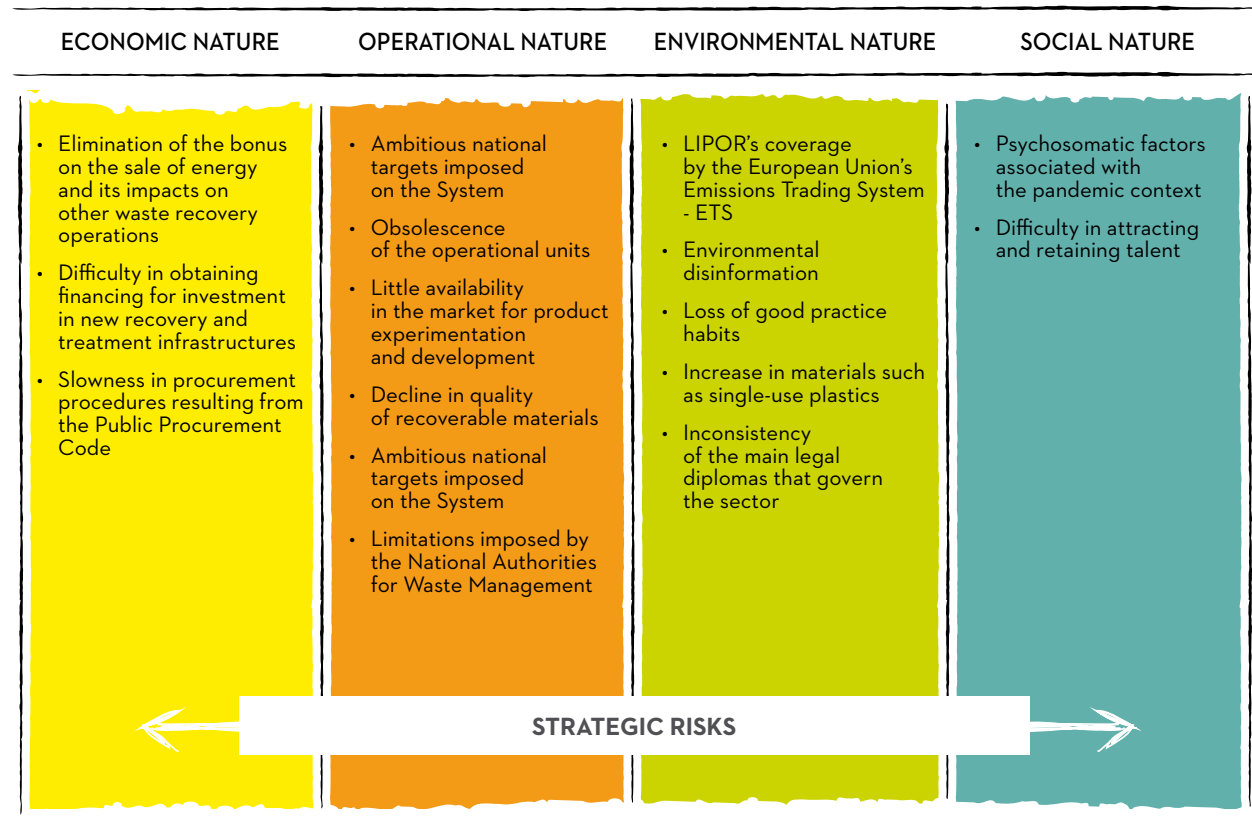 ECONOMIC NATURE
OPERATIONAL NATURE
ENVIRONMENTAL NATURE
SOCIAL NATURE
• Elimination of the bonus
on the sale of energy
and its impacts on
other waste recovery
operations
• Difficulty in obtaining
financing for investment
in new recovery and
treatment infrastructures
• Slowness in procurement
procedures resulting from
the Public Procurement
Code
• Ambitious national
targets imposed
on the System
• Obsolescence
of the operational units
• Little availability
in the market for product
experimentation
and development
• Decline in quality
of recoverable materials
• Ambitious national
targets imposed
on the System
• Limitations imposed by
the National Authorities
for Waste Management
• LIPOR's coverage
by the European Union's
Emissions Trading System
- ETS
• Environmental
disinformation
• Loss of good practice
habits
• Increase in materials such
as single-use plastics
• Inconsistency
of the main legal
diplomas that govern
the sector
• Psychosomatic factors
associated with
the pandemic context
• Difficulty in attracting
and retaining talent
STRATEGIC RISKS